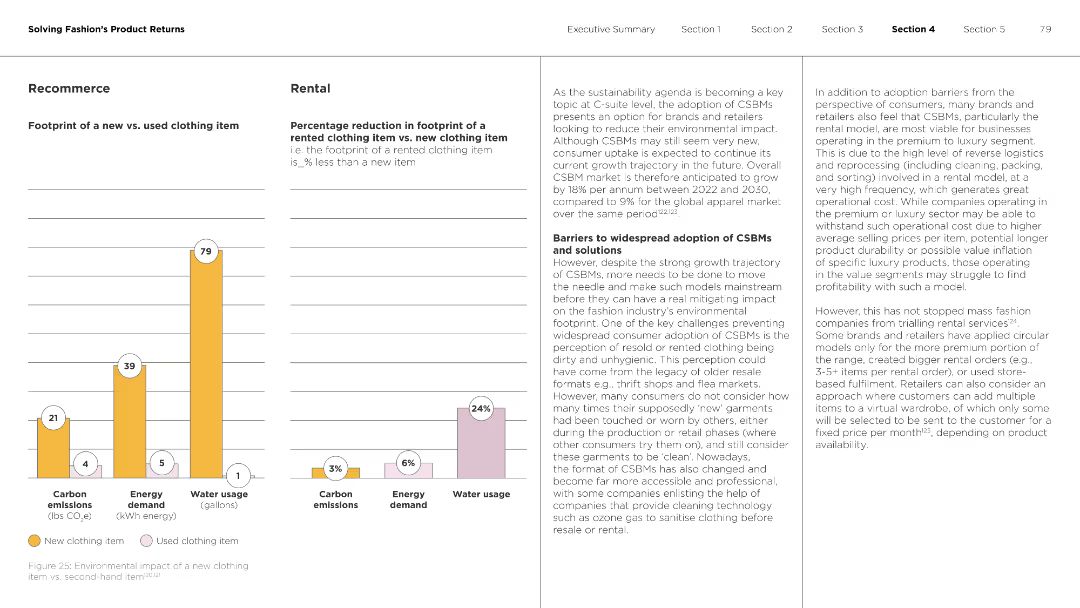 Solving Fashion's Product Returns
Executive Summary
Section 1
Section 2
Section 3
Section 4
Section 5
79
Recommerce
Footprint of a new vs. used clothing item
79
39
21
4
5
1
Carbon
emissions
(lbs CO2e)
Energy
demand
(kWh energy)
Water usage
(gallons)
New clothing item
Used clothing item
Figure 25: Environmental impact of a new clothing
item vs. second-hand item120,121
Rental
Percentage reduction in footprint of a
rented clothing item vs. new clothing item
i.e. the footprint of a rented clothing item
is_% less than a new item
3%
6%
24%
Carbon
emissions
Energy
demand
Water usage
As the sustainability agenda is becoming a key
topic at C-suite level, the adoption of CSBMs
presents an option for brands and retailers
looking to reduce their environmental impact.
Although CSBMs may still seem very new,
consumer uptake is expected to continue its
current growth trajectory in the future. Overall
CSBM market is therefore anticipated to grow
by 18% per annum between 2022 and 2030,
compared to 9% for the global apparel market
over the same period122,123
Barriers to widespread adoption of CSBMs
and solutions
However, despite the strong growth trajectory
of CSBMs, more needs to be done to move
the needle and make such models mainstream
before they can have a real mitigating impact
on the fashion industry's environmental
footprint. One of the key challenges preventing
widespread consumer adoption of CSBMs is the
perception of resold or rented clothing being
dirty and unhygienic. This perception could
have come from the legacy of older resale
formats e.g., thrift shops and flea markets.
However, many consumers do not consider how
many times their supposedly 'new' garments
had been touched or worn by others, either
during the production or retail phases (where
other consumers try them on), and still consider
these garments to be 'clean'. Nowadays,
the format of CSBMs has also changed and
become far more accessible and professional,
with some companies enlisting the help of
companies that provide cleaning technology
such as ozone gas to sanitise clothing before
resale or rental.
In addition to adoption barriers from the
perspective of consumers, many brands and
retailers also feel that CSBMs, particularly the
rental model, are most viable for businesses
operating in the premium to luxury segment.
This is due to the high level of reverse logistics
and reprocessing (including cleaning, packing,
and sorting) involved in a rental model, at a
very high frequency, which generates great
operational cost. While companies operating in
the premium or luxury sector may be able to
withstand such operational cost due to higher
average selling prices per item, potential longer
product durability or possible value inflation
of specific luxury products, those operating
in the value segments may struggle to find
profitability with such a model.
However, this has not stopped mass fashion
companies from trialling rental services124.
Some brands and retailers have applied circular
models only for the more premium portion of
the range, created bigger rental orders (e.g.,
3-5+ items per rental order), or used store-
based fulfilment. Retailers can also consider an
approach where customers can add multiple
items to a virtual wardrobe, of which only some
will be selected to be sent to the customer for a
fixed price per month125, depending on product
availability.